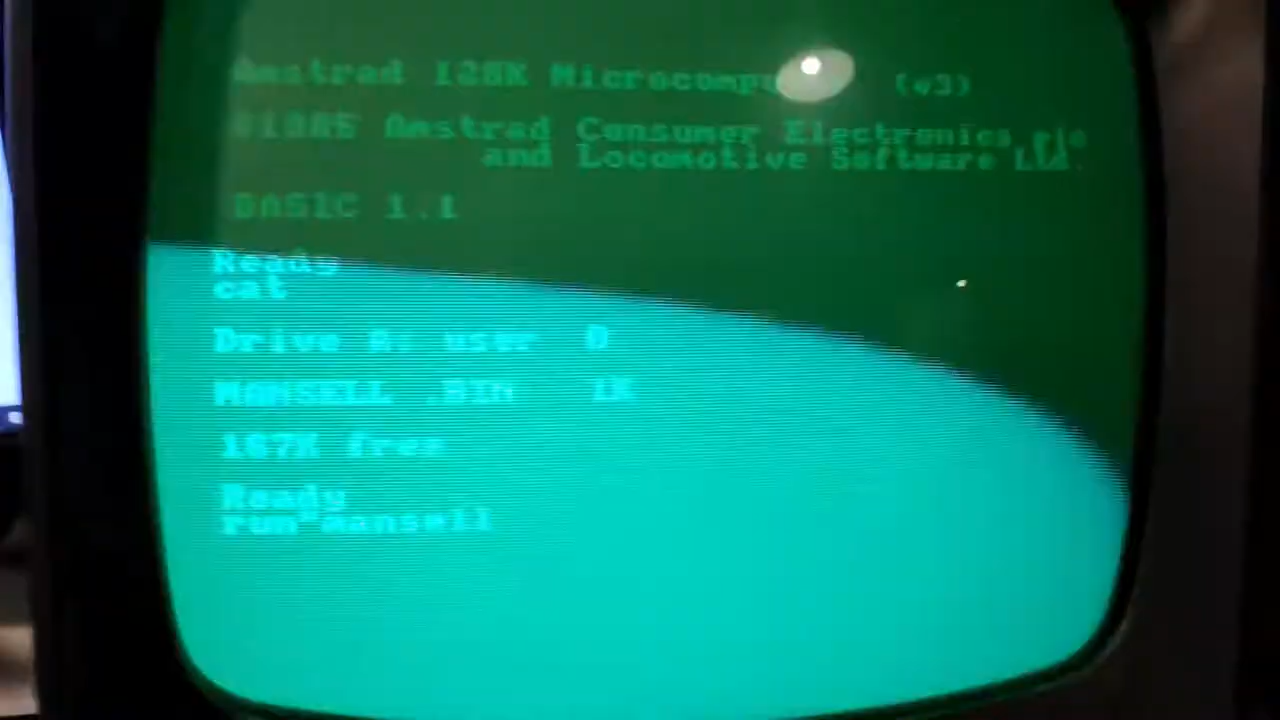 Amstrad 128K Microcompu (v3)
©1985 Amstrad Consumer Electronics plc
and Locomotive Software Ltd.
BASIC 1.1
Ready
cat
Drive A: user 0
MANSELL .BIN 1K
167K free
Ready
run"mansell